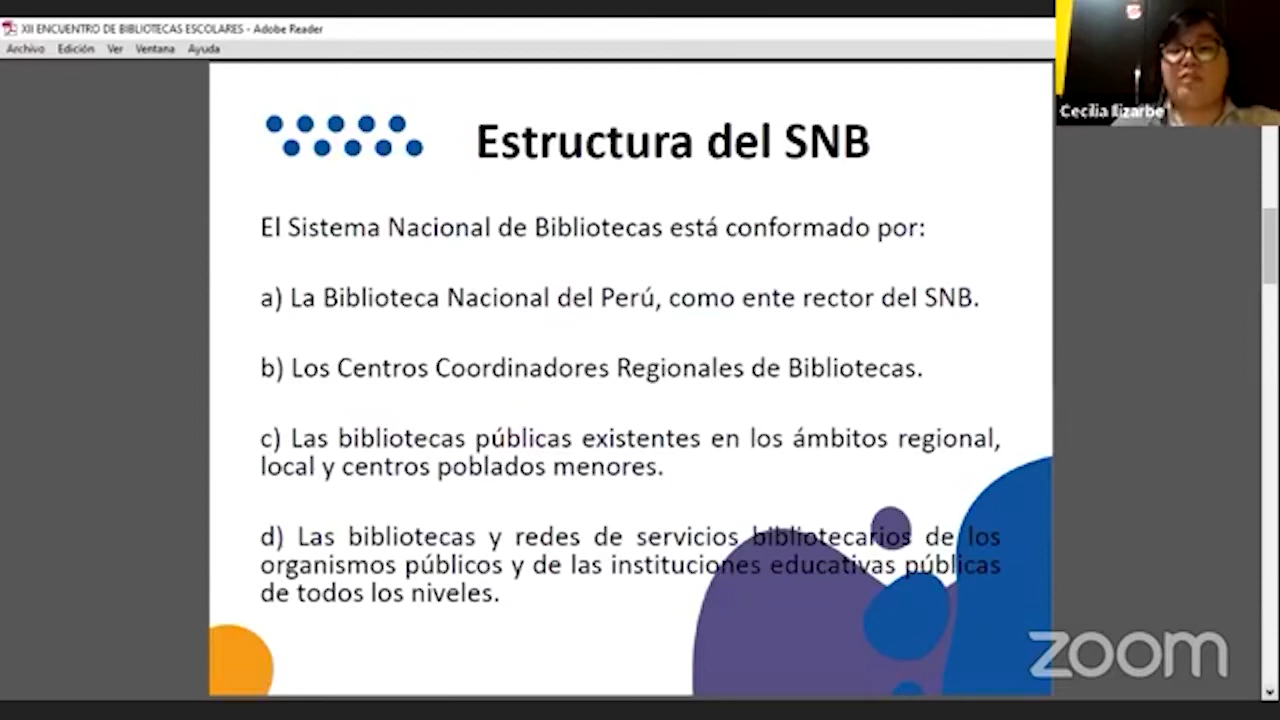 XII ENCUENTRO DE BIBLIOTECAS ESCOLARES - Adobe Reader
Archivo Edición Ver Ventana Ayuda
Cecilia lizarbe
Estructura del SNB
El Sistema Nacional de Bibliotecas está conformado por:
a) La Biblioteca Nacional del Perú, como ente rector del SNB.
b) Los Centros Coordinadores Regionales de Bibliotecas.
c) Las bibliotecas públicas existentes en los ámbitos regional,
local y centros poblados menores.
d) Las bibliotecas y redes de servicios bibliotecarios de los
organismos públicos y de las instituciones educativas públicas
de todos los niveles.
zoom